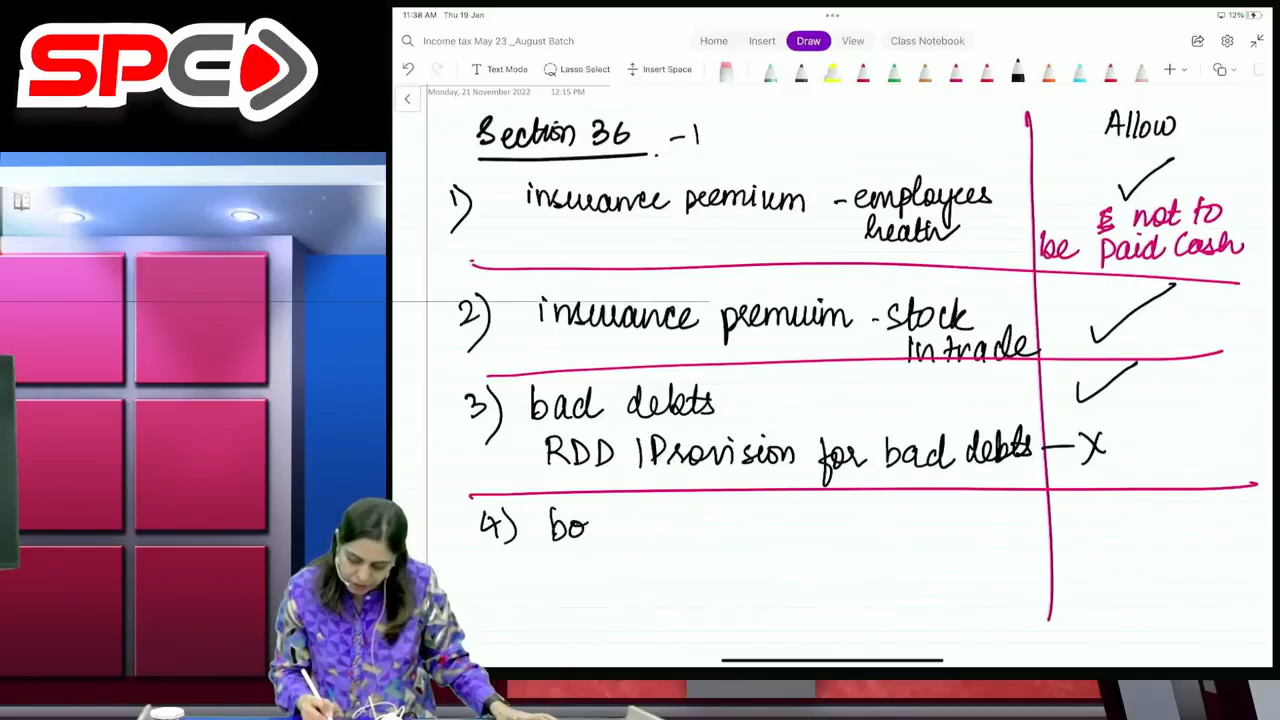 SPE
11:38 AM Thu 19 Jan
12%
Income tax May 23 _August Batch
Home Insert Draw View Class Notebook
Text Mode Lasso Select Insert Space
Monday, 21 November 2022 12:15 PM
Section 36 -1
Allow
1) insurance premium - employees
health
not to
be paid cash
2) insurance premium - stock
in trade
3) bad debts
RDD | Provision for bad debts — X
4) bo